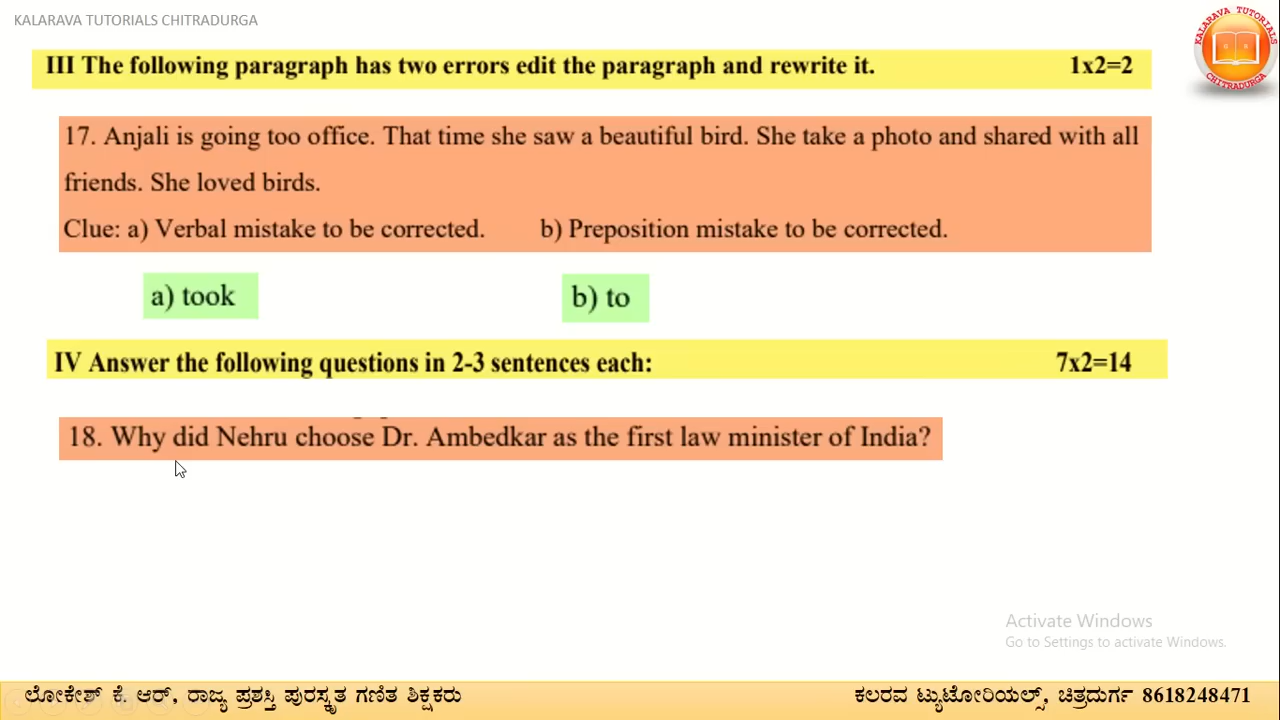 KALARAVA TUTORIALS CHITRADURGA
KALARAVA TUTORIALS
CHITRADURGA
III The following paragraph has two errors edit the paragraph and rewrite it. 1x2=2
17. Anjali is going too office. That time she saw a beautiful bird. She take a photo and shared with all
friends. She loved birds.
Clue: a) Verbal mistake to be corrected. b) Preposition mistake to be corrected.
a) took b) to
IV Answer the following questions in 2-3 sentences each: 7x2=14
18. Why did Nehru choose Dr. Ambedkar as the first law minister of India?
Activate Windows
Go to Settings to activate Windows.
ಲೋಕೇಶ್ ಕೆ ಆರ್, ರಾಜ್ಯ ಪ್ರಶಸ್ತಿ ಪುರಸ್ಕೃತ ಗಣಿತ ಶಿಕ್ಷಕರು ಕಲರವ ಟ್ಯುಟೋರಿಯಲ್ಸ್, ಚಿತ್ರದುರ್ಗ 8618248471